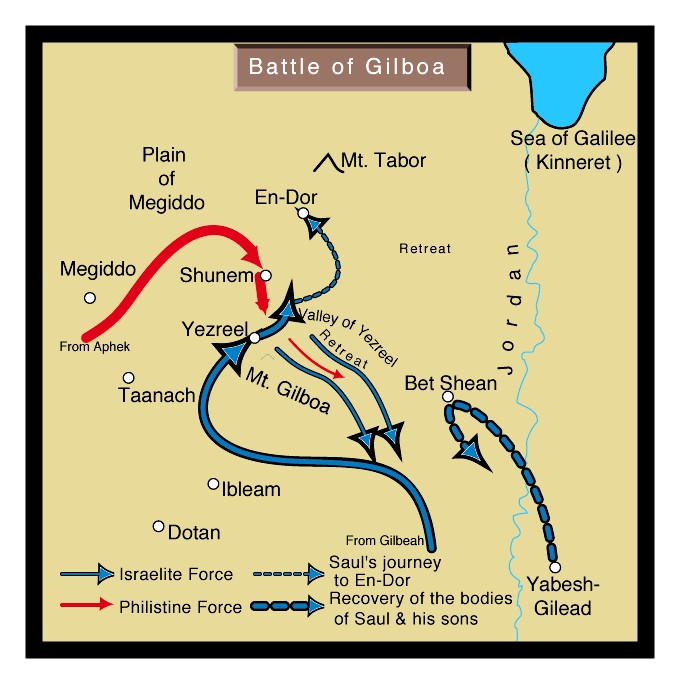 Battle of Gilboa
Sea of Galilee
( Kinneret )
Mt. Tabor
Plain
of
Megiddo
En-Dor
Retreat
Jordan
Megiddo
Shunem
Yezreel
Valley of Yezreel
Retreat
From Aphek
Mt. Gilboa
Taanach
Bet Shean
Ibleam
Dotan
From Gilbeah
Israelite Force
Saul's journey
to En-Dor
Philistine Force
Recovery of the bodies
of Saul & his sons
Yabesh-
Gilead